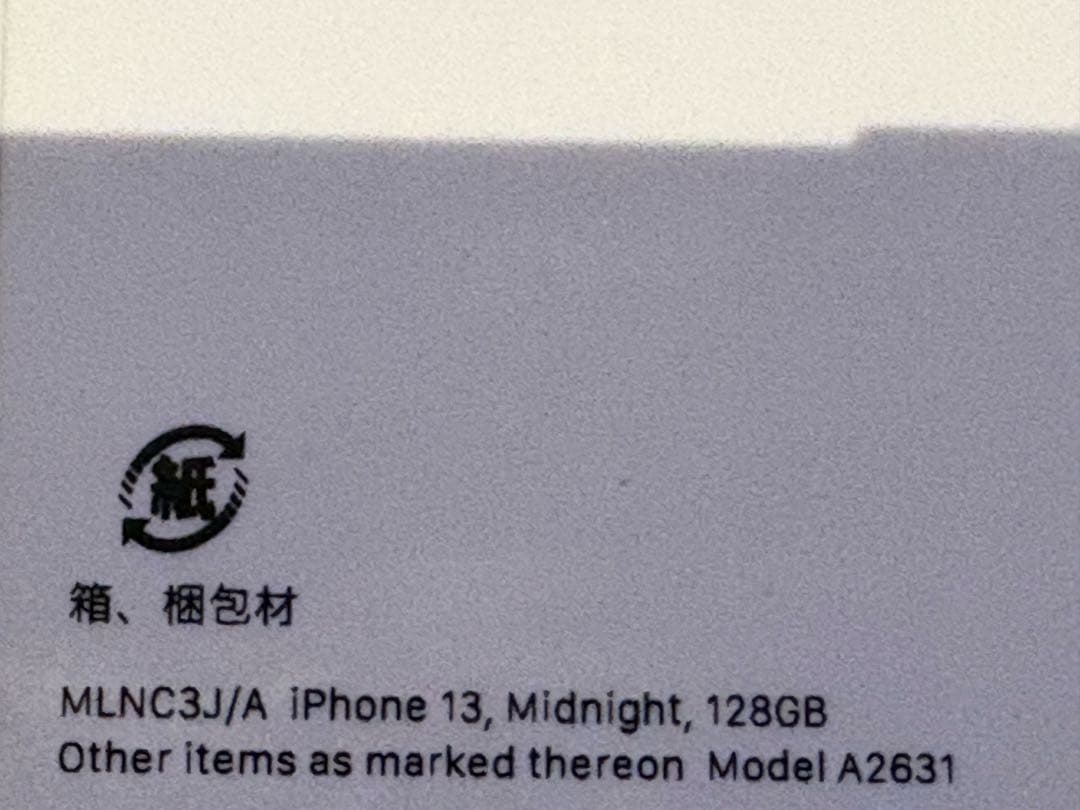 紙
箱、梱包材
MLNC3J/A iPhone 13, Midnight, 128GB
Other items as marked thereon Model A2631